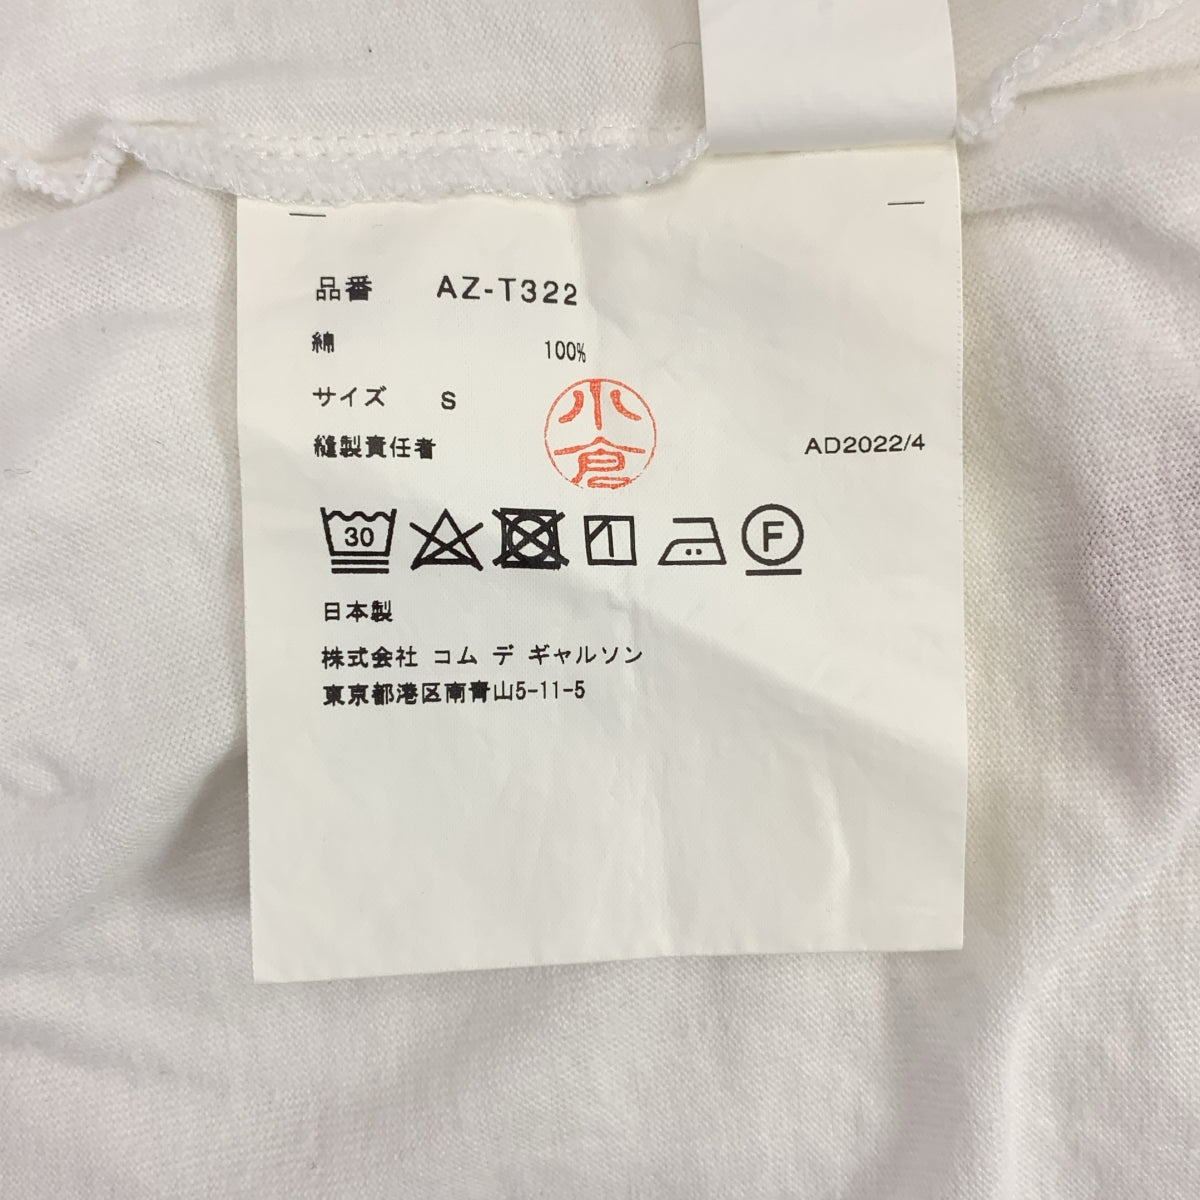 品番 AZ-T322
綿 100%
サイズ S
縫製責任者 小倉 AD2022/4
30 F
日本製
株式会社 コム デ ギャルソン
東京都港区南青山5-11-5